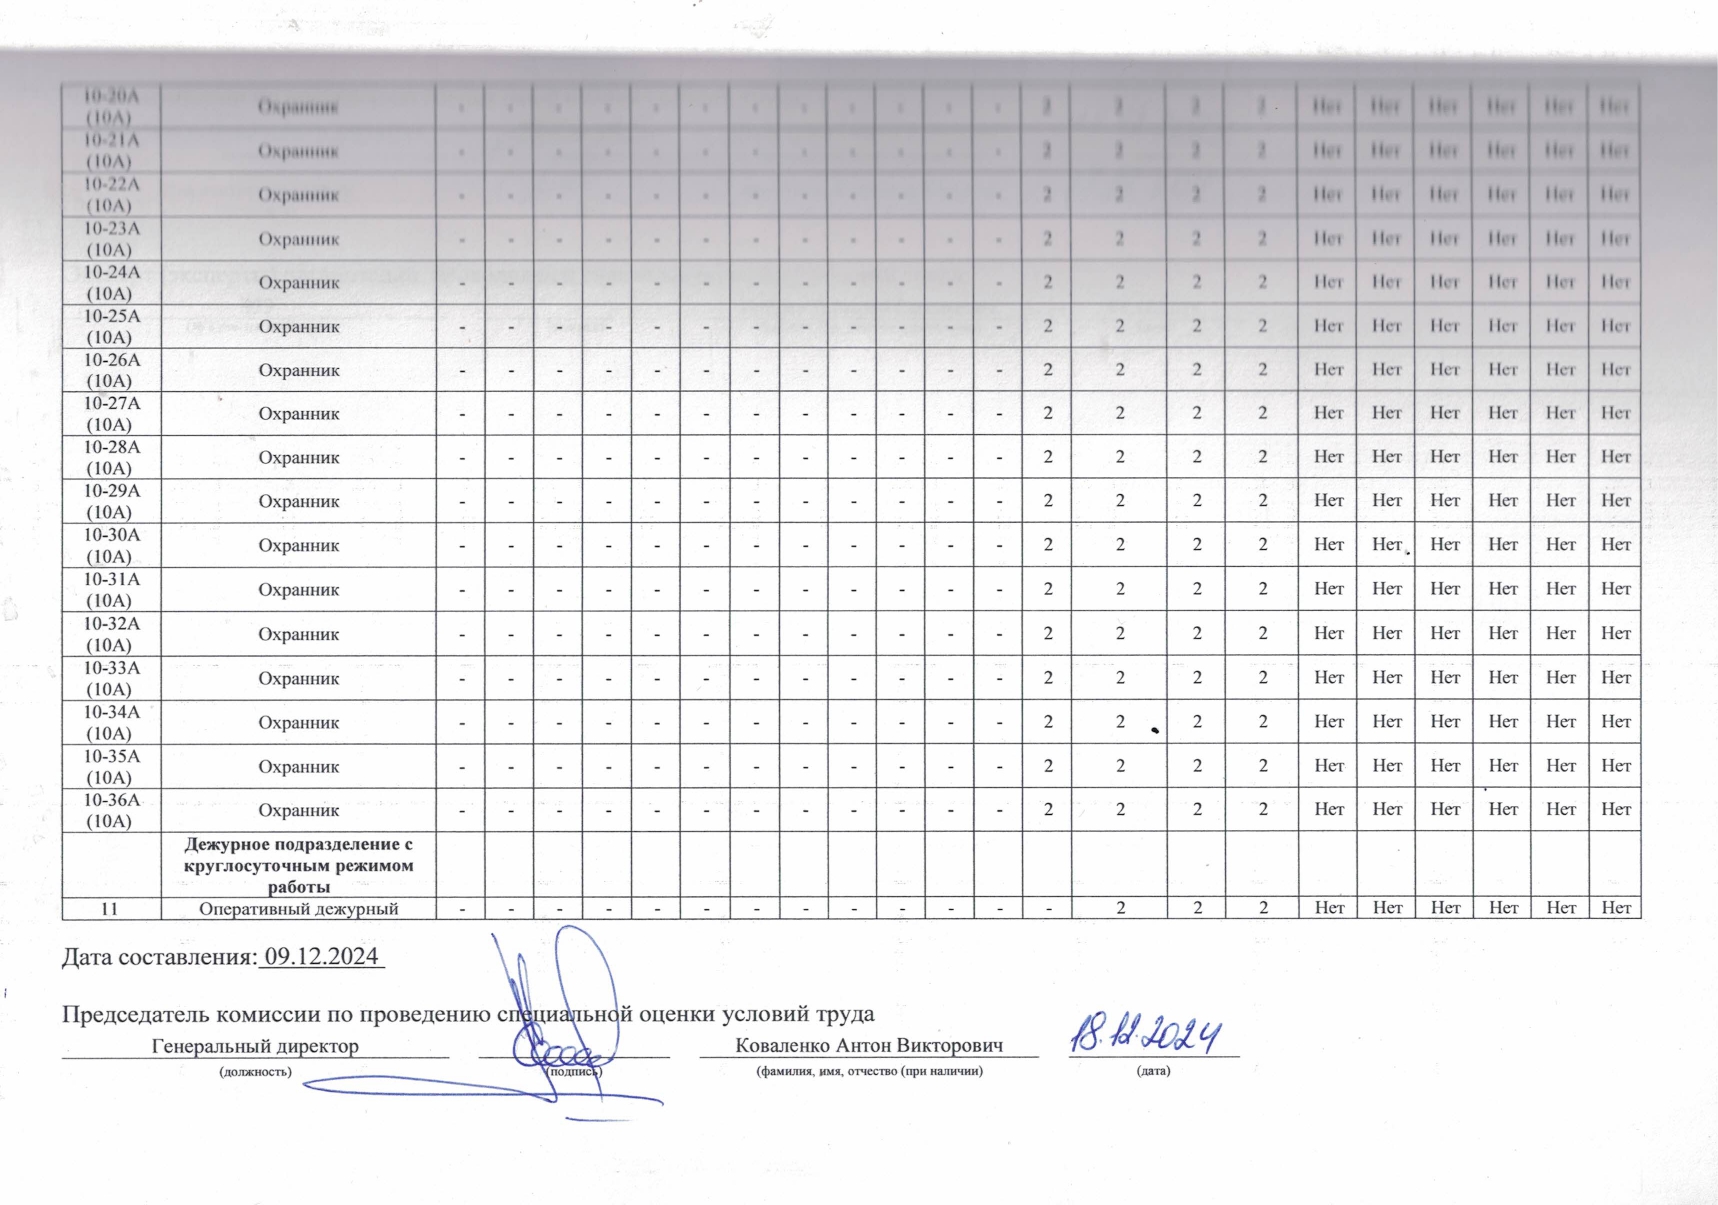 10-20А (10А) Охранник - - - - - - - - - - - - 2 2 2 2 Нет Нет Нет Нет Нет Нет
10-21А (10А) Охранник - - - - - - - - - - - - 2 2 2 2 Нет Нет Нет Нет Нет Нет
10-22А (10А) Охранник - - - - - - - - - - - - 2 2 2 2 Нет Нет Нет Нет Нет Нет
10-23А (10А) Охранник - - - - - - - - - - - - 2 2 2 2 Нет Нет Нет Нет Нет Нет
10-24А (10А) Охранник - - - - - - - - - - - - 2 2 2 2 Нет Нет Нет Нет Нет Нет
10-25А (10А) Охранник - - - - - - - - - - - - 2 2 2 2 Нет Нет Нет Нет Нет Нет
10-26А (10А) Охранник - - - - - - - - - - - - 2 2 2 2 Нет Нет Нет Нет Нет Нет
10-27А (10А) Охранник - - - - - - - - - - - - 2 2 2 2 Нет Нет Нет Нет Нет Нет
10-28А (10А) Охранник - - - - - - - - - - - - 2 2 2 2 Нет Нет Нет Нет Нет Нет
10-29А (10А) Охранник - - - - - - - - - - - - 2 2 2 2 Нет Нет Нет Нет Нет Нет
10-30А (10А) Охранник - - - - - - - - - - - - 2 2 2 2 Нет Нет Нет Нет Нет Нет
10-31А (10А) Охранник - - - - - - - - - - - - 2 2 2 2 Нет Нет Нет Нет Нет Нет
10-32А (10А) Охранник - - - - - - - - - - - - 2 2 2 2 Нет Нет Нет Нет Нет Нет
10-33А (10А) Охранник - - - - - - - - - - - - 2 2 2 2 Нет Нет Нет Нет Нет Нет
10-34А (10А) Охранник - - - - - - - - - - - - 2 2 2 2 Нет Нет Нет Нет Нет Нет
10-35А (10А) Охранник - - - - - - - - - - - - 2 2 2 2 Нет Нет Нет Нет Нет Нет
10-36А (10А) Охранник - - - - - - - - - - - - 2 2 2 2 Нет Нет Нет Нет Нет Нет
Дежурное подразделение с
круглосуточным режимом
работы
11 Оперативный дежурный - - - - - - - - - - - - - 2 2 2 Нет Нет Нет Нет Нет Нет
Дата составления: 09.12.2024
Председатель комиссии по проведению специальной оценки условий труда
Генеральный директор Коваленко Антон Викторович 18.12.2024
(должность) (подпись) (фамилия, имя, отчество (при наличии) (дата)